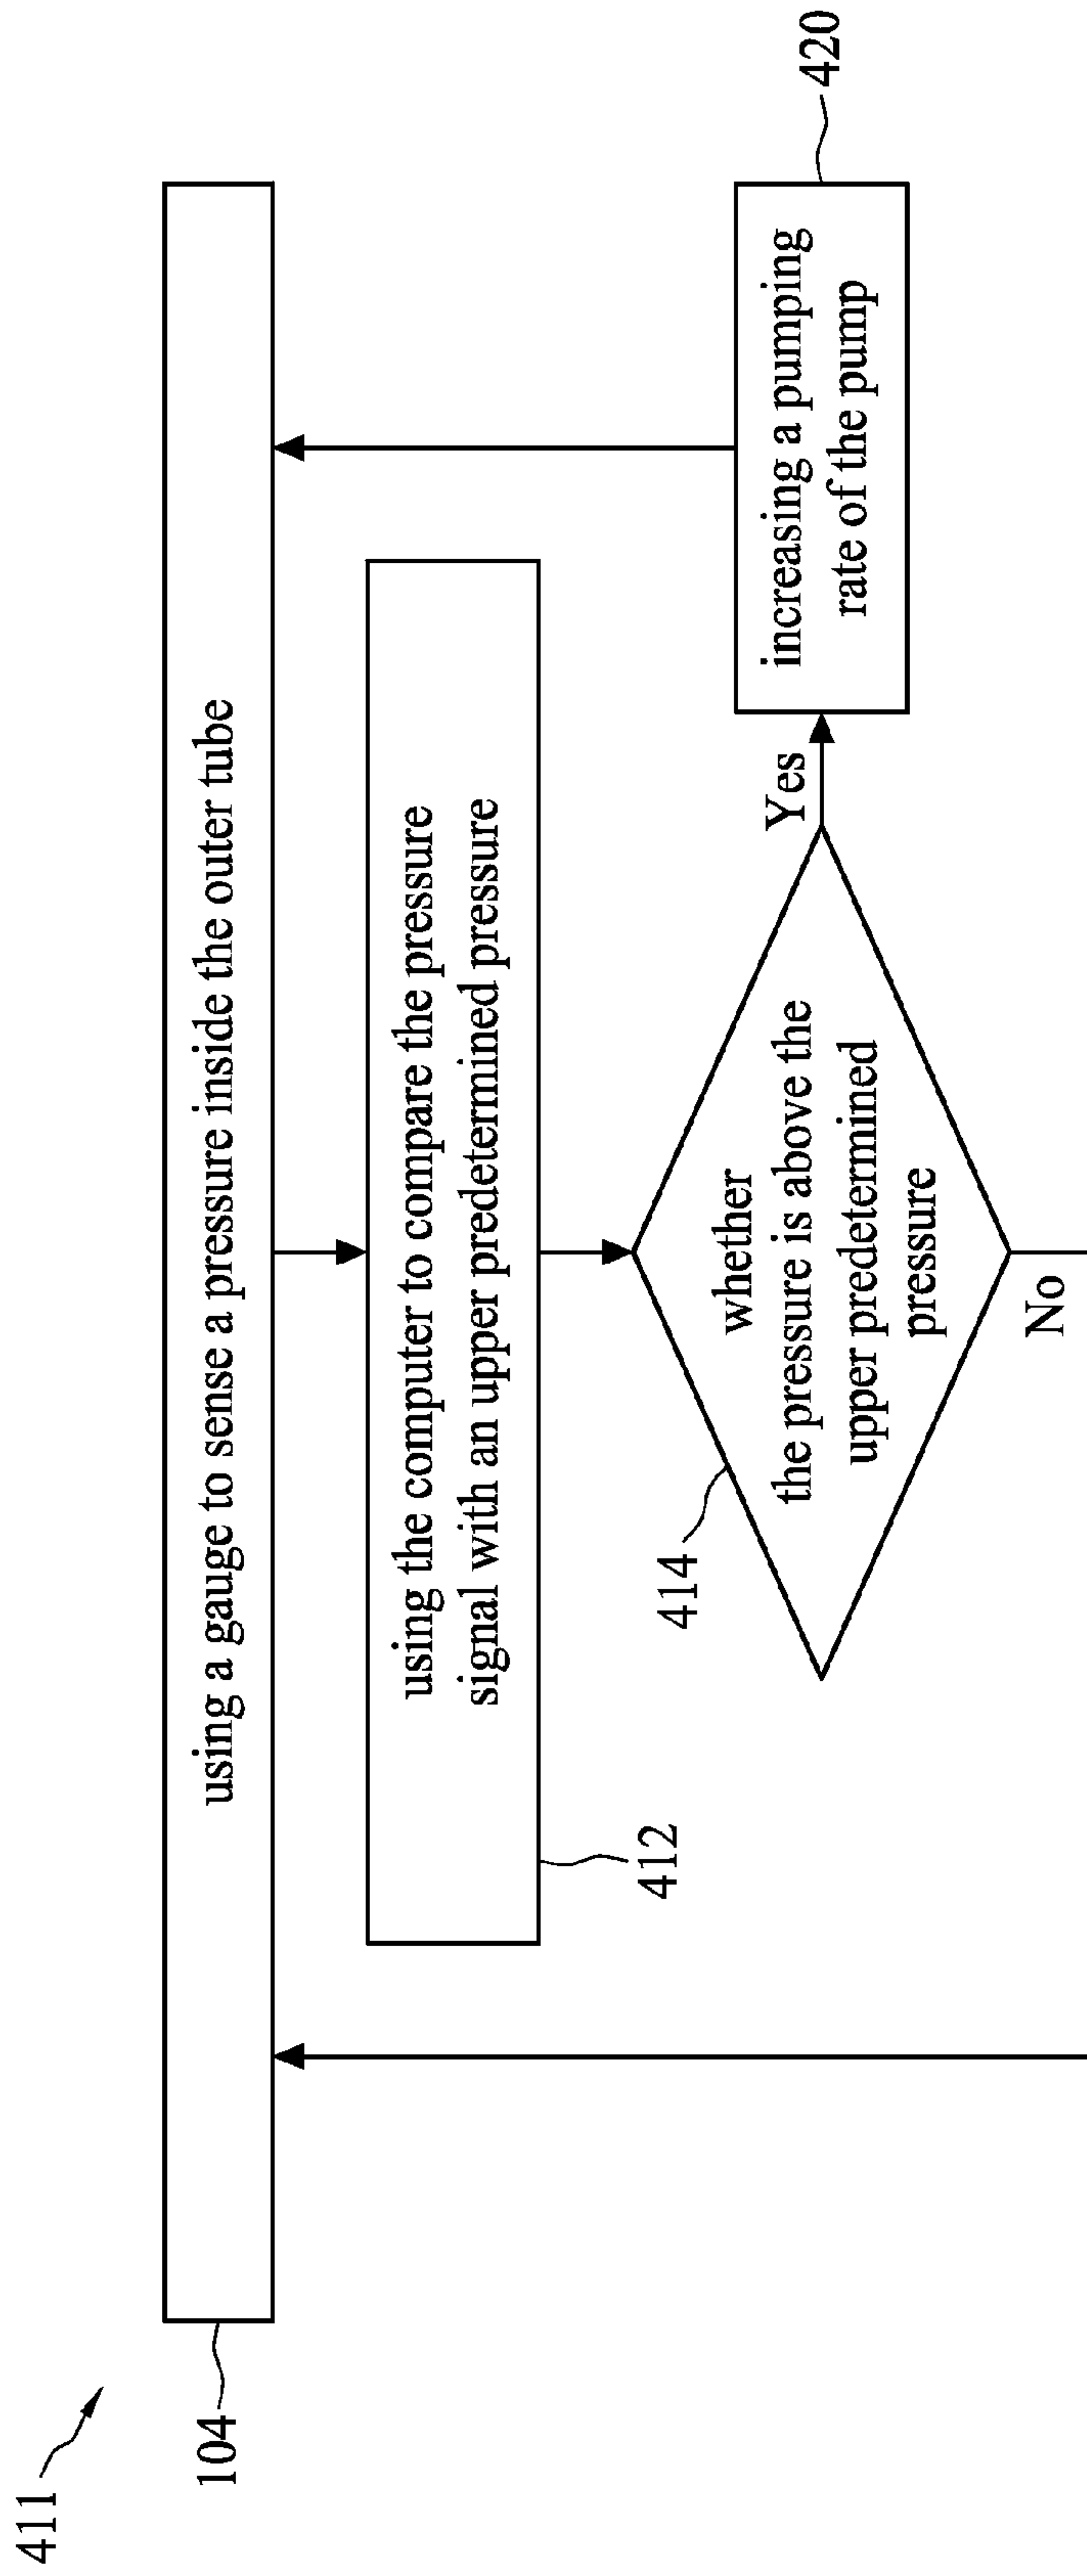 411
104
using a gauge to sense a pressure inside the outer tube
using the computer to compare the pressure
signal with an upper predetermined pressure
412
414
whether
the pressure is above the
upper predetermined
pressure
Yes
increasing a pumping
rate of the pump
420
No